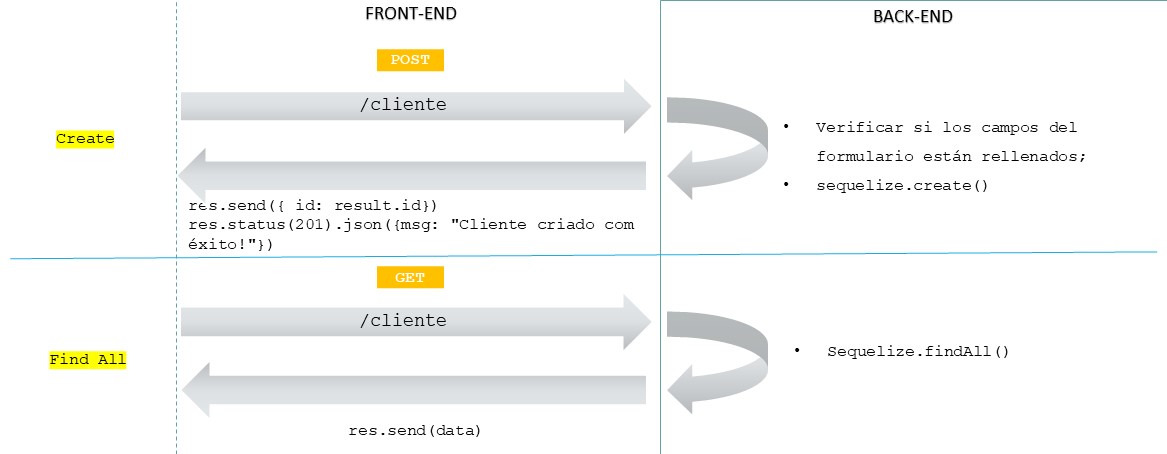 FRONT-END
BACK-END
POST
/cliente
Create
• Verificar si los campos del
formulario están rellenados;
• sequelize.create()
res.send({ id: result.id})
res.status(201).json({msg: "Cliente criado com
éxito!"})
GET
/cliente
Find All
• Sequelize.findAll()
res.send(data)